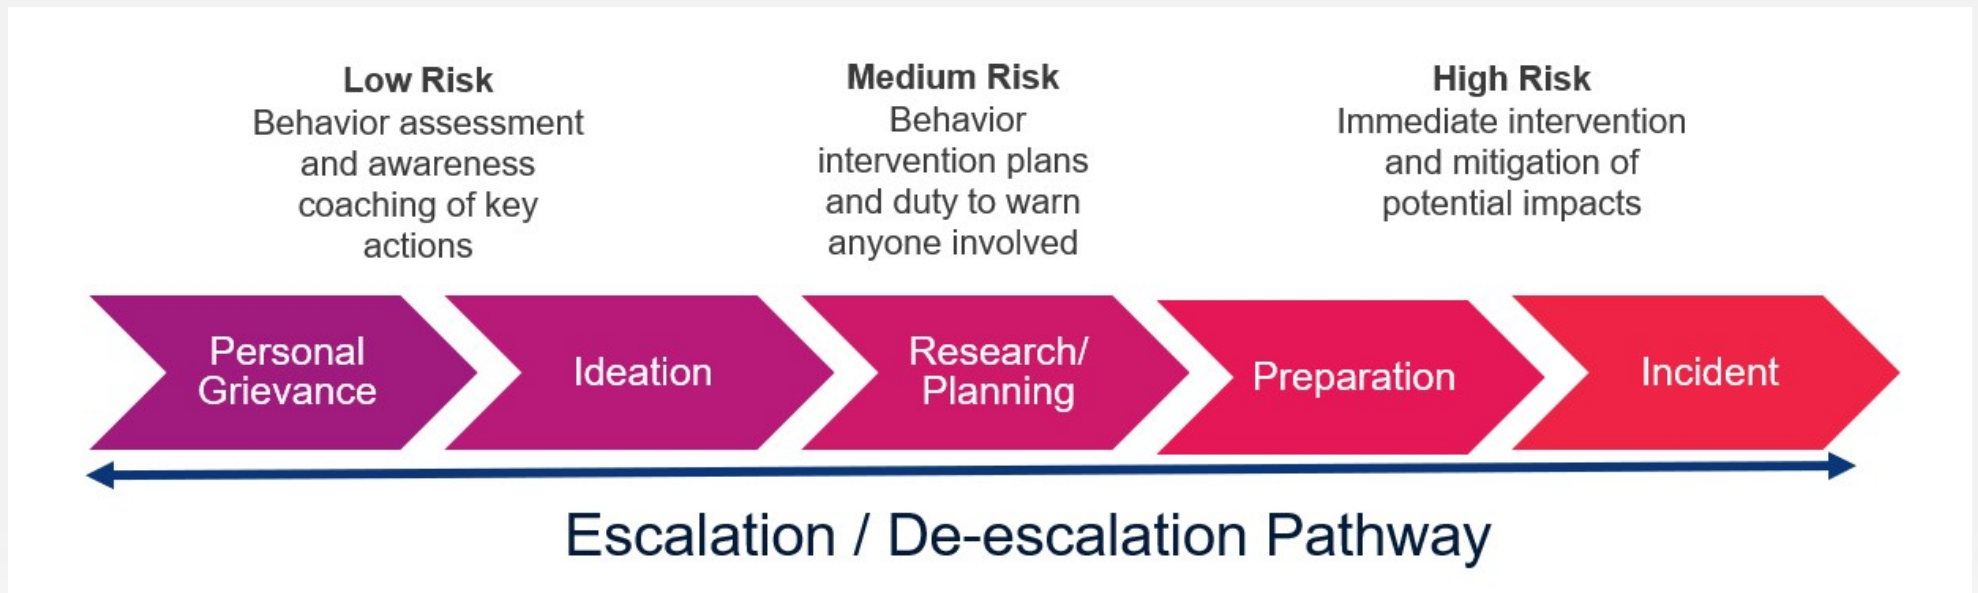 Low Risk
Behavior assessment
and awareness
coaching of key
actions
Medium Risk
Behavior
intervention plans
and duty to warn
anyone involved
High Risk
Immediate intervention
and mitigation of
potential impacts
Personal
Grievance
Ideation
Research/
Planning
Preparation
Incident
Escalation / De-escalation Pathway